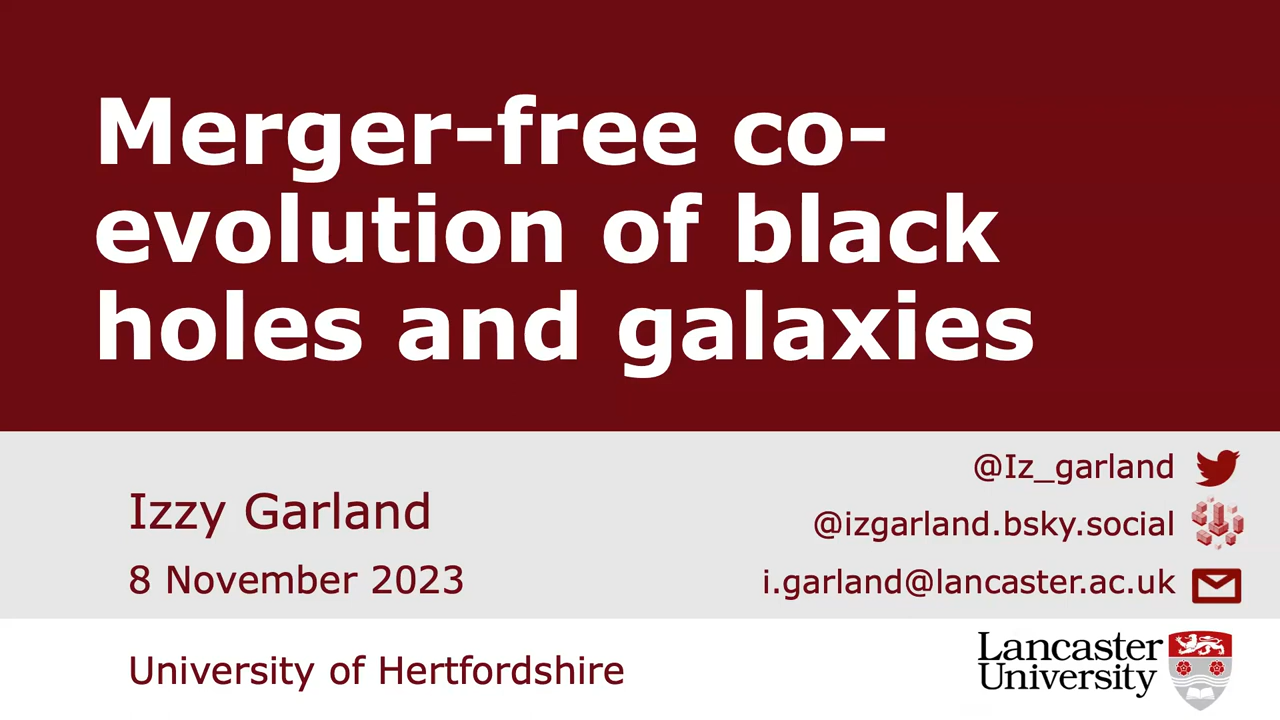 Merger-free co-
evolution of black
holes and galaxies
Izzy Garland
8 November 2023
University of Hertfordshire
@Iz_garland
@izgarland.bsky.social
i.garland@lancaster.ac.uk
Lancaster
University